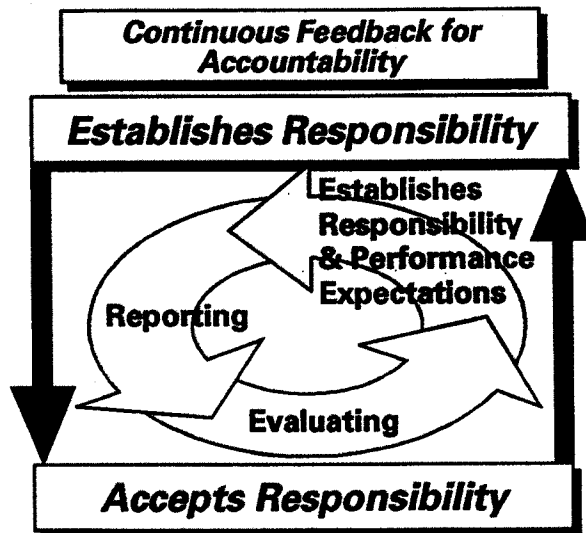 Continuous Feedback for
Accountability
Establishes Responsibility
Establishes
Responsibility
& Performance
Expectations
Reporting
Evaluating
Accepts Responsibility